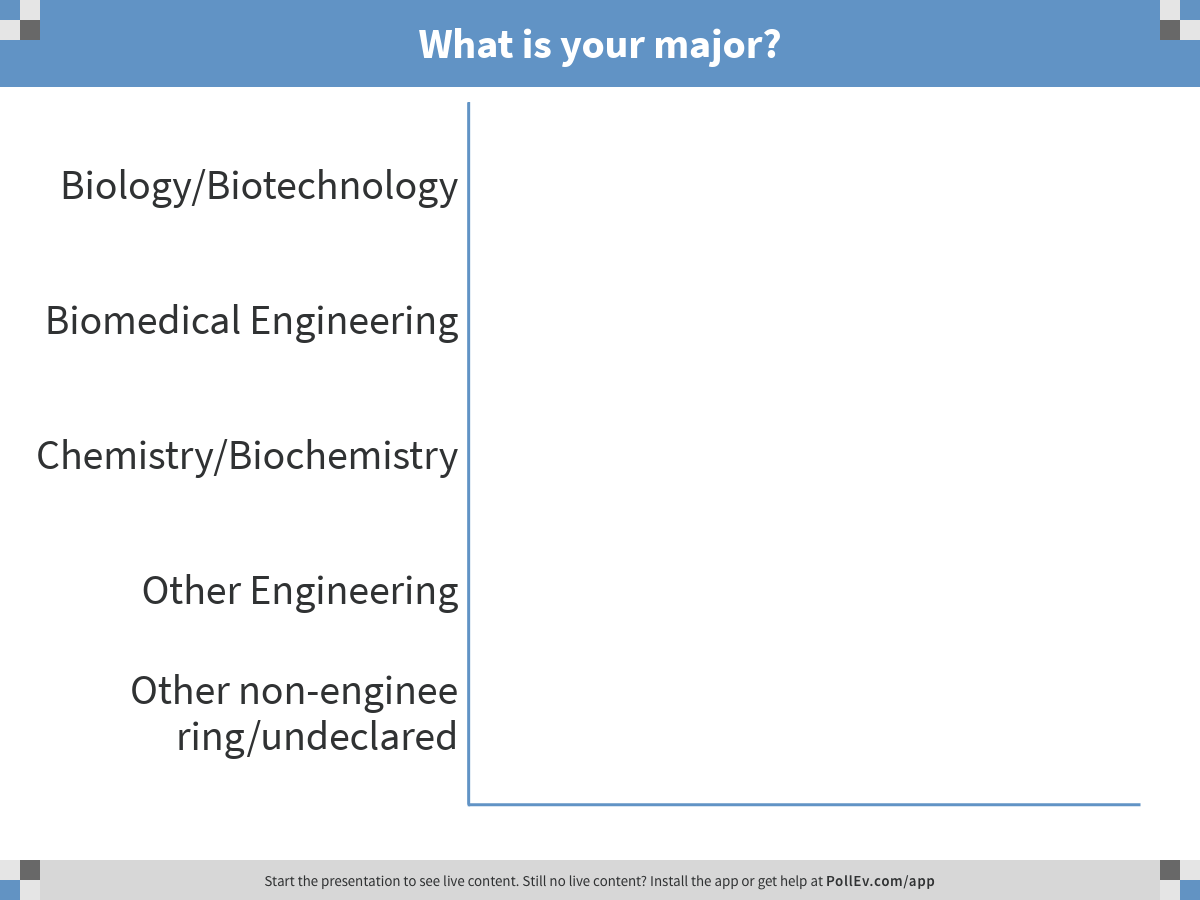 What is your major?
Biology/Biotechnology
Biomedical Engineering
Chemistry/Biochemistry
Other Engineering
Other non-enginee
ring/undeclared
Start the presentation to see live content. Still no live content? Install the app or get help at PollEv.com/app